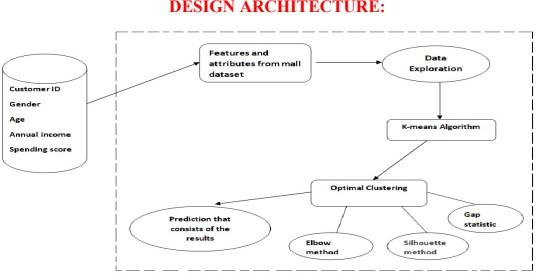 DESIGN ARCHITECTURE:
Customer ID
Gender
Age
Annual income
Spending score
Features and
attributes from mall
dataset
Data
Exploration
K-means Algorithm
Optimal Clustering
Prediction that
consists of the
results
Elbow
method
Silhouette
method
Gap
statistic